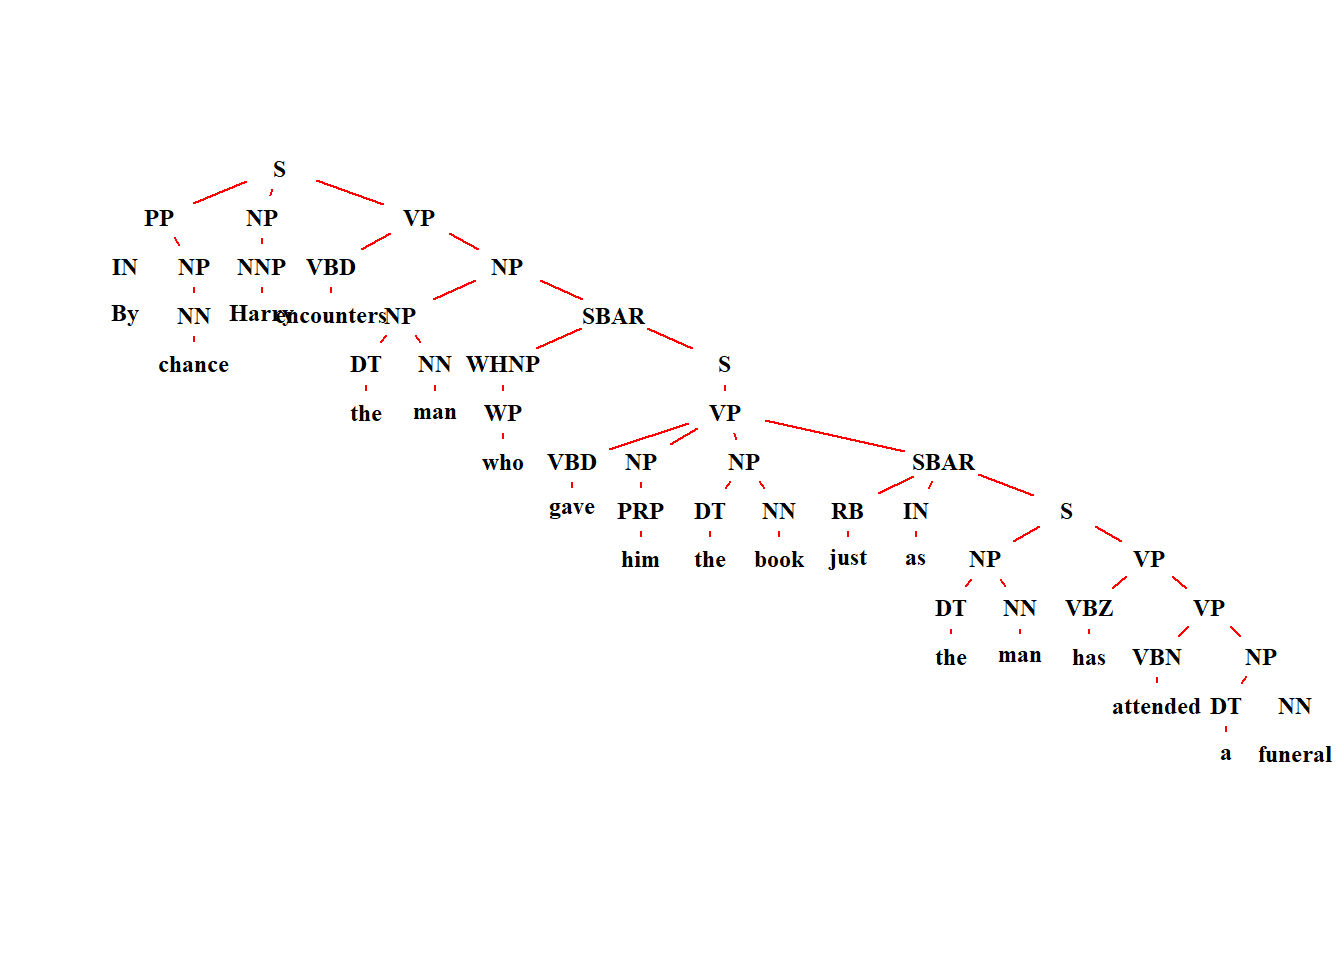 S
PP NP VP
IN NP NNP VBD NP
By NN Harry encounters NP SBAR
chance DT NN WHNP S
the man WP VP
who VBD NP NP SBAR
gave PRP DT NN RB IN S
him the book just as NP VP
DT NN VBZ VP
the man has VBN NP
attended DT NN
a funeral